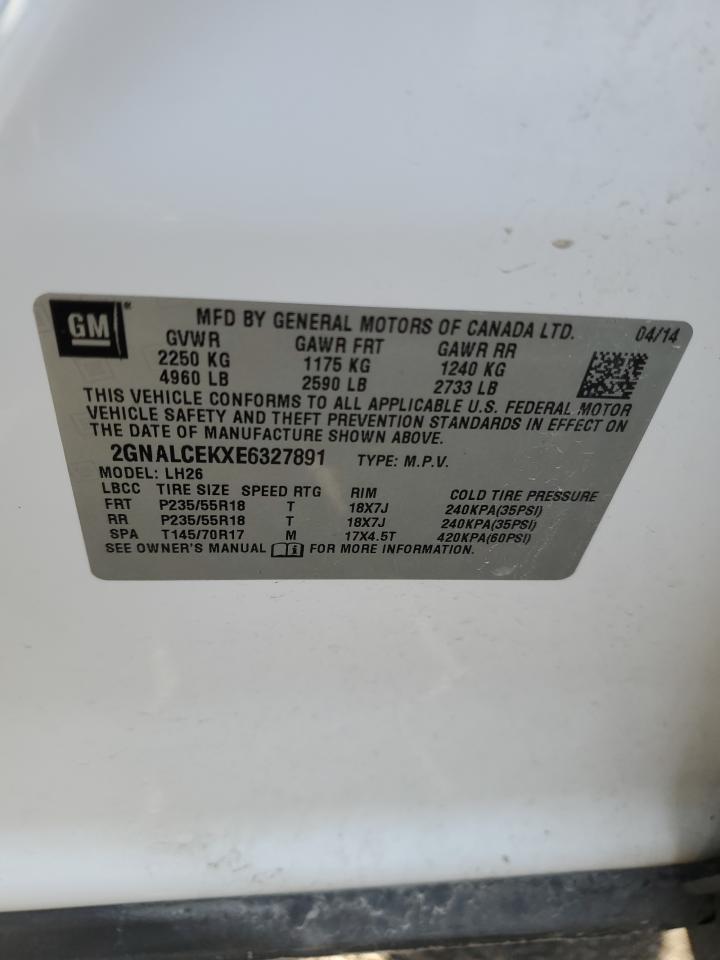 GM
MFD BY GENERAL MOTORS OF CANADA LTD. 04/14
GVWR GAWR FRT GAWR RR
2250 KG 1175 KG 1240 KG
4960 LB 2590 LB 2733 LB
THIS VEHICLE CONFORMS TO ALL APPLICABLE U.S. FEDERAL MOTOR
VEHICLE SAFETY AND THEFT PREVENTION STANDARDS IN EFFECT ON
THE DATE OF MANUFACTURE SHOWN ABOVE.
2GNALCEKXE6327891 TYPE: M.P.V.
MODEL: LH26
LBCC TIRE SIZE SPEED RTG RIM COLD TIRE PRESSURE
FRT P235/55R18 T 18X7J 240KPA(35PSI)
RR P235/55R18 T 18X7J 240KPA(35PSI)
SPA T145/70R17 M 17X4.5T 420KPA(60PSI)
SEE OWNER'S MANUAL FOR MORE INFORMATION.